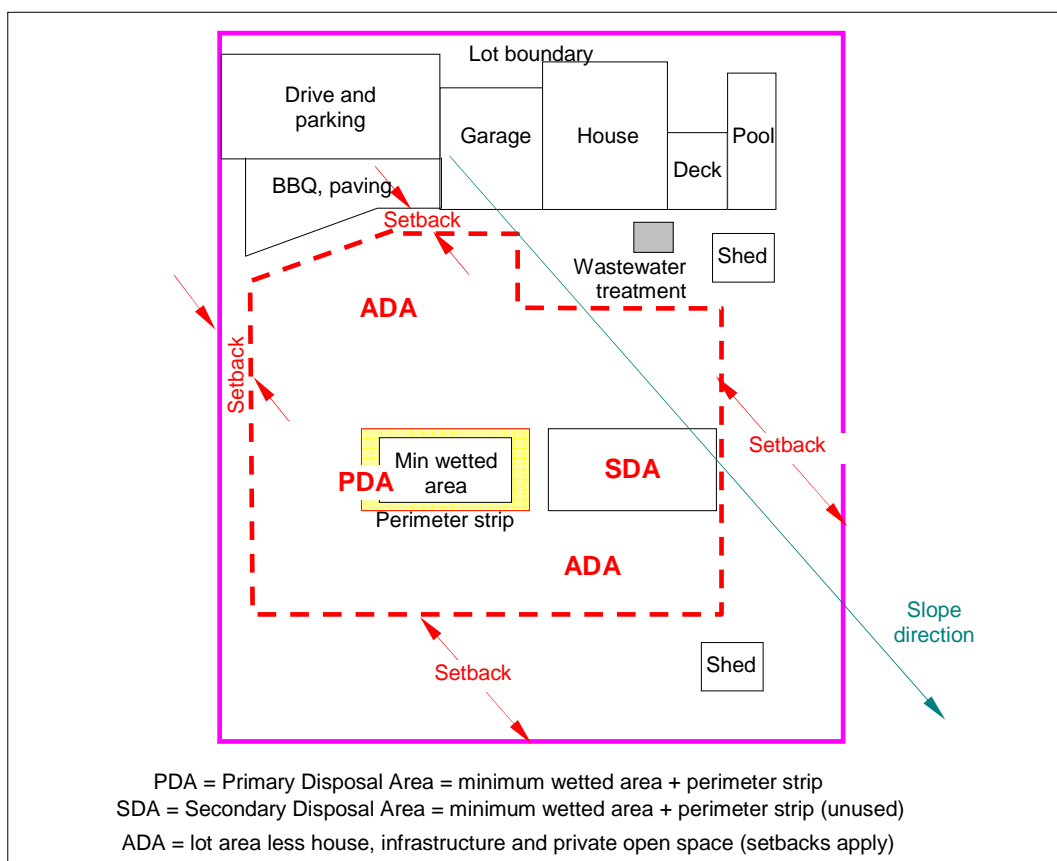 Lot boundary
Drive and
parking
Garage
House
Pool
Deck
BBQ, paving
Setback
Shed
Wastewater
treatment
ADA
Setback
Setback
Min wetted
area
PDA
SDA
Perimeter strip
ADA
Slope
direction
Setback
Shed
PDA = Primary Disposal Area = minimum wetted area + perimeter strip
SDA = Secondary Disposal Area = minimum wetted area + perimeter strip (unused)
ADA = lot area less house, infrastructure and private open space (setbacks apply)